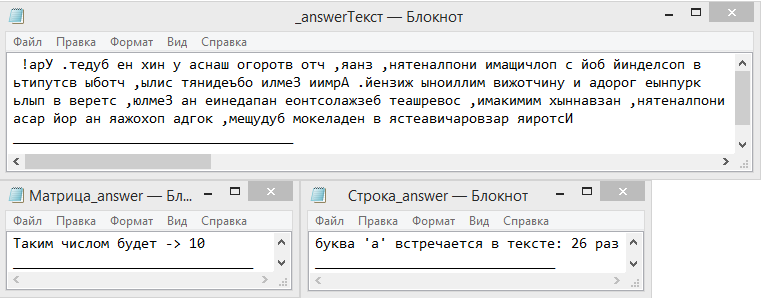 _answerТекст — Блокнот
Файл Правка Формат Вид Справка
!арУ .тедуб ен хин у аснаш огоротв отч ,яанз ,нятеналпони имащичлоп с йоб йинделсоп в
ьтипутсв ыботч ,ылис тянидеъбо илмеЗ иимрА .йензиж ыноиллим вижотчину и адорог еынпурк
ьлып в веретс ,юлмеЗ ан еинедапан еонтсолажзеб теашревос ,имакимим хыннавзан ,нятеналпони
асар йор ан яажохоп адгок ,мещудуб мокеладен в ястеавичаровзар яиротсИ
Матрица_answer — Бл...
Файл Правка Формат Вид Справка
Таким числом будет -> 10
Строка_answer — Блокнот
Файл Правка Формат Вид Справка
буква 'а' встречается в тексте: 26 раз